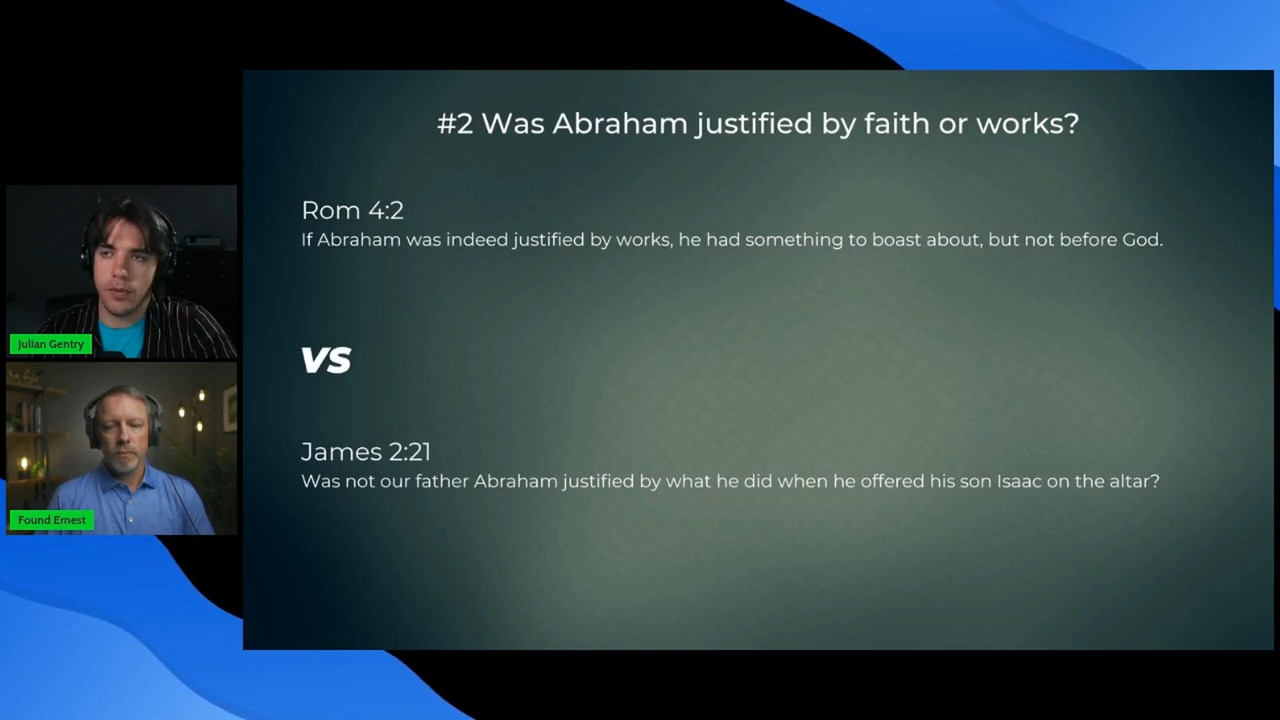 #2 Was Abraham justified by faith or works?
Rom 4:2
If Abraham was indeed justified by works, he had something to boast about, but not before God.
VS
James 2:21
Was not our father Abraham justified by what he did when he offered his son Isaac on the altar?
Julian Gentry
Found Ernest